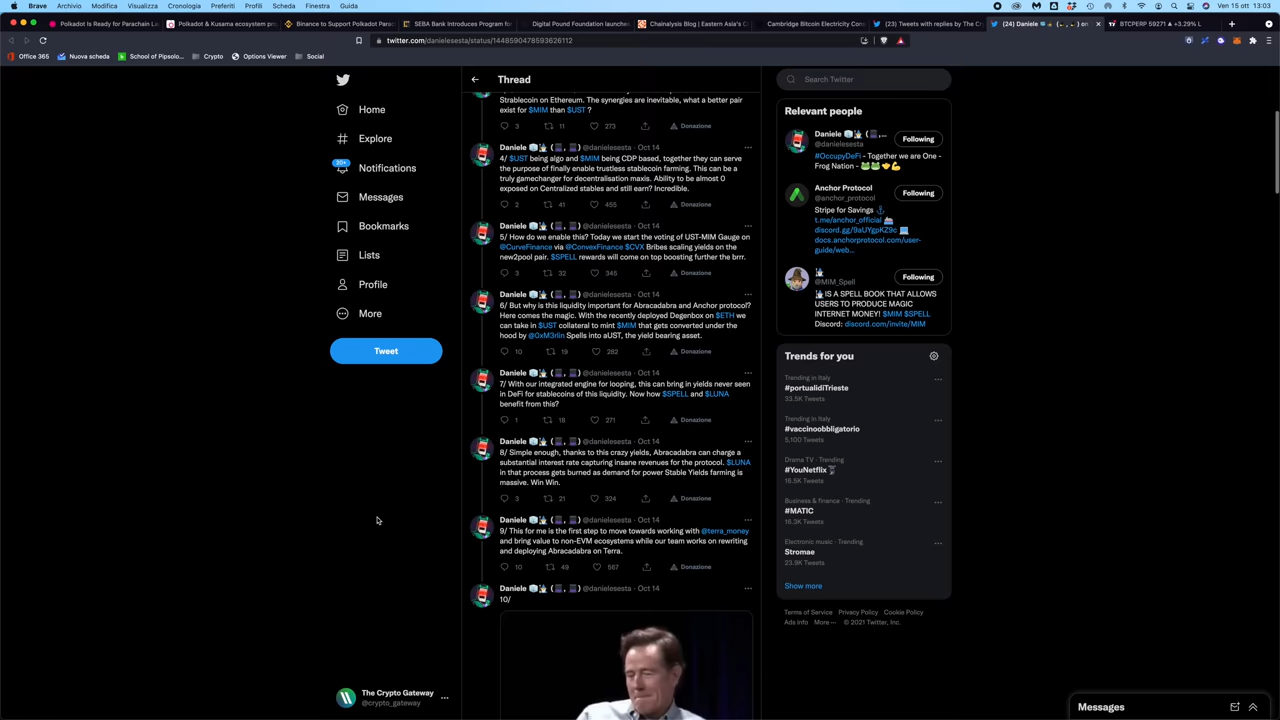 Brave Archivio Modifica Visualizza Cronologia Preferiti Profili Scheda Finestra Guida
Ven 15 ott 13:03
Polkadot Is Ready for Parachain La
Polkadot & Kusama ecosystem pro
Binance to Support Polkadot Parac
SEBA Bank Introduces Program for
Digital Pound Foundation launches
Chainalysis Blog | Eastern Asia's C
Cambridge Bitcoin Electricity Con
(23) Tweets with replies by The Cr
(24) Daniele
BTCPERP 59271 ▲ +3.29% L
twitter.com/danielesesta/status/1448590478593626112
Office 365 Nuova scheda School of Pipsolo... Crypto Options Viewer Social
Home
Explore
20+
Notifications
Messages
Bookmarks
Lists
Profile
More
Tweet
The Crypto Gateway
@crypto_gateway
Thread
Strablecoin on Ethereum. The synergies are inevitable, what a better pair
exist for $MIM than $UST ?
3 11 273 Donazione
Daniele @danielesesta · Oct 14
4/ $UST being algo and $MIM being CDP based, together they can serve
the purpose of finally enable trustless stablecoin farming. This can be a
truly gamechanger for decentralisation maxis. Ability to be almost 0
exposed on Centralized stables and still earn? Incredible.
2 41 455 Donazione
Daniele @danielesesta · Oct 14
5/ How do we enable this? Today we start the voting of UST-MIM Gauge on
@CurveFinance via @ConvexFinance $CVX Bribes scaling yields on the
new2pool pair. $SPELL rewards will come on top boosting further the brrr.
3 32 345 Donazione
Daniele @danielesesta · Oct 14
6/ But why is this liquidity important for Abracadabra and Anchor protocol?
Here comes the magic. With the recently deployed Degenbox on $ETH we
can take in $UST collateral to mint $MIM that gets converted under the
hood by @0xM3rlin Spells into aUST, the yield bearing asset.
10 19 282 Donazione
Daniele @danielesesta · Oct 14
7/ With our integrated engine for looping, this can bring in yields never seen
in DeFi for stablecoins of this liquidity. Now how $SPELL and $LUNA
benefit from this?
1 18 271 Donazione
Daniele @danielesesta · Oct 14
8/ Simple enough, thanks to this crazy yields, Abracadabra can charge a
substantial interest rate capturing insane revenues for the protocol. $LUNA
in that process gets burned as demand for power Stable Yields farming is
massive. Win Win.
3 21 324 Donazione
Daniele @danielesesta · Oct 14
9/ This for me is the first step to move towards working with @terra_money
and bring value to non-EVM ecosystems while our team works on rewriting
and deploying Abracadabra on Terra.
10 49 567 Donazione
Daniele @danielesesta · Oct 14
10/
Search Twitter
Relevant people
Daniele
@danielesesta
Following
#OccupyDeFi - Together we are One -
Frog Nation -
Anchor Protocol
@anchor_protocol
Following
Stripe for Savings
t.me/anchor_official
discord.gg/9aUYgpKZ9c
docs.anchorprotocol.com/user-
guide/web...
@MIM_Spell
Following
IS A SPELL BOOK THAT ALLOWS
USERS TO PRODUCE MAGIC
INTERNET MONEY! $MIM $SPELL
Discord: discord.com/invite/MIM
Trends for you
Trending in Italy
#portualidiTrieste
33.5K Tweets
Trending in Italy
#vaccinoobbligatorio
5,100 Tweets
Drama TV · Trending
#YouNetflix
16.5K Tweets
Business & finance · Trending
#MATIC
16.3K Tweets
Electronic music · Trending
Stromae
23.9K Tweets
Show more
Terms of Service Privacy Policy Cookie Policy
Ads info More ··· © 2021 Twitter, Inc.
Messages